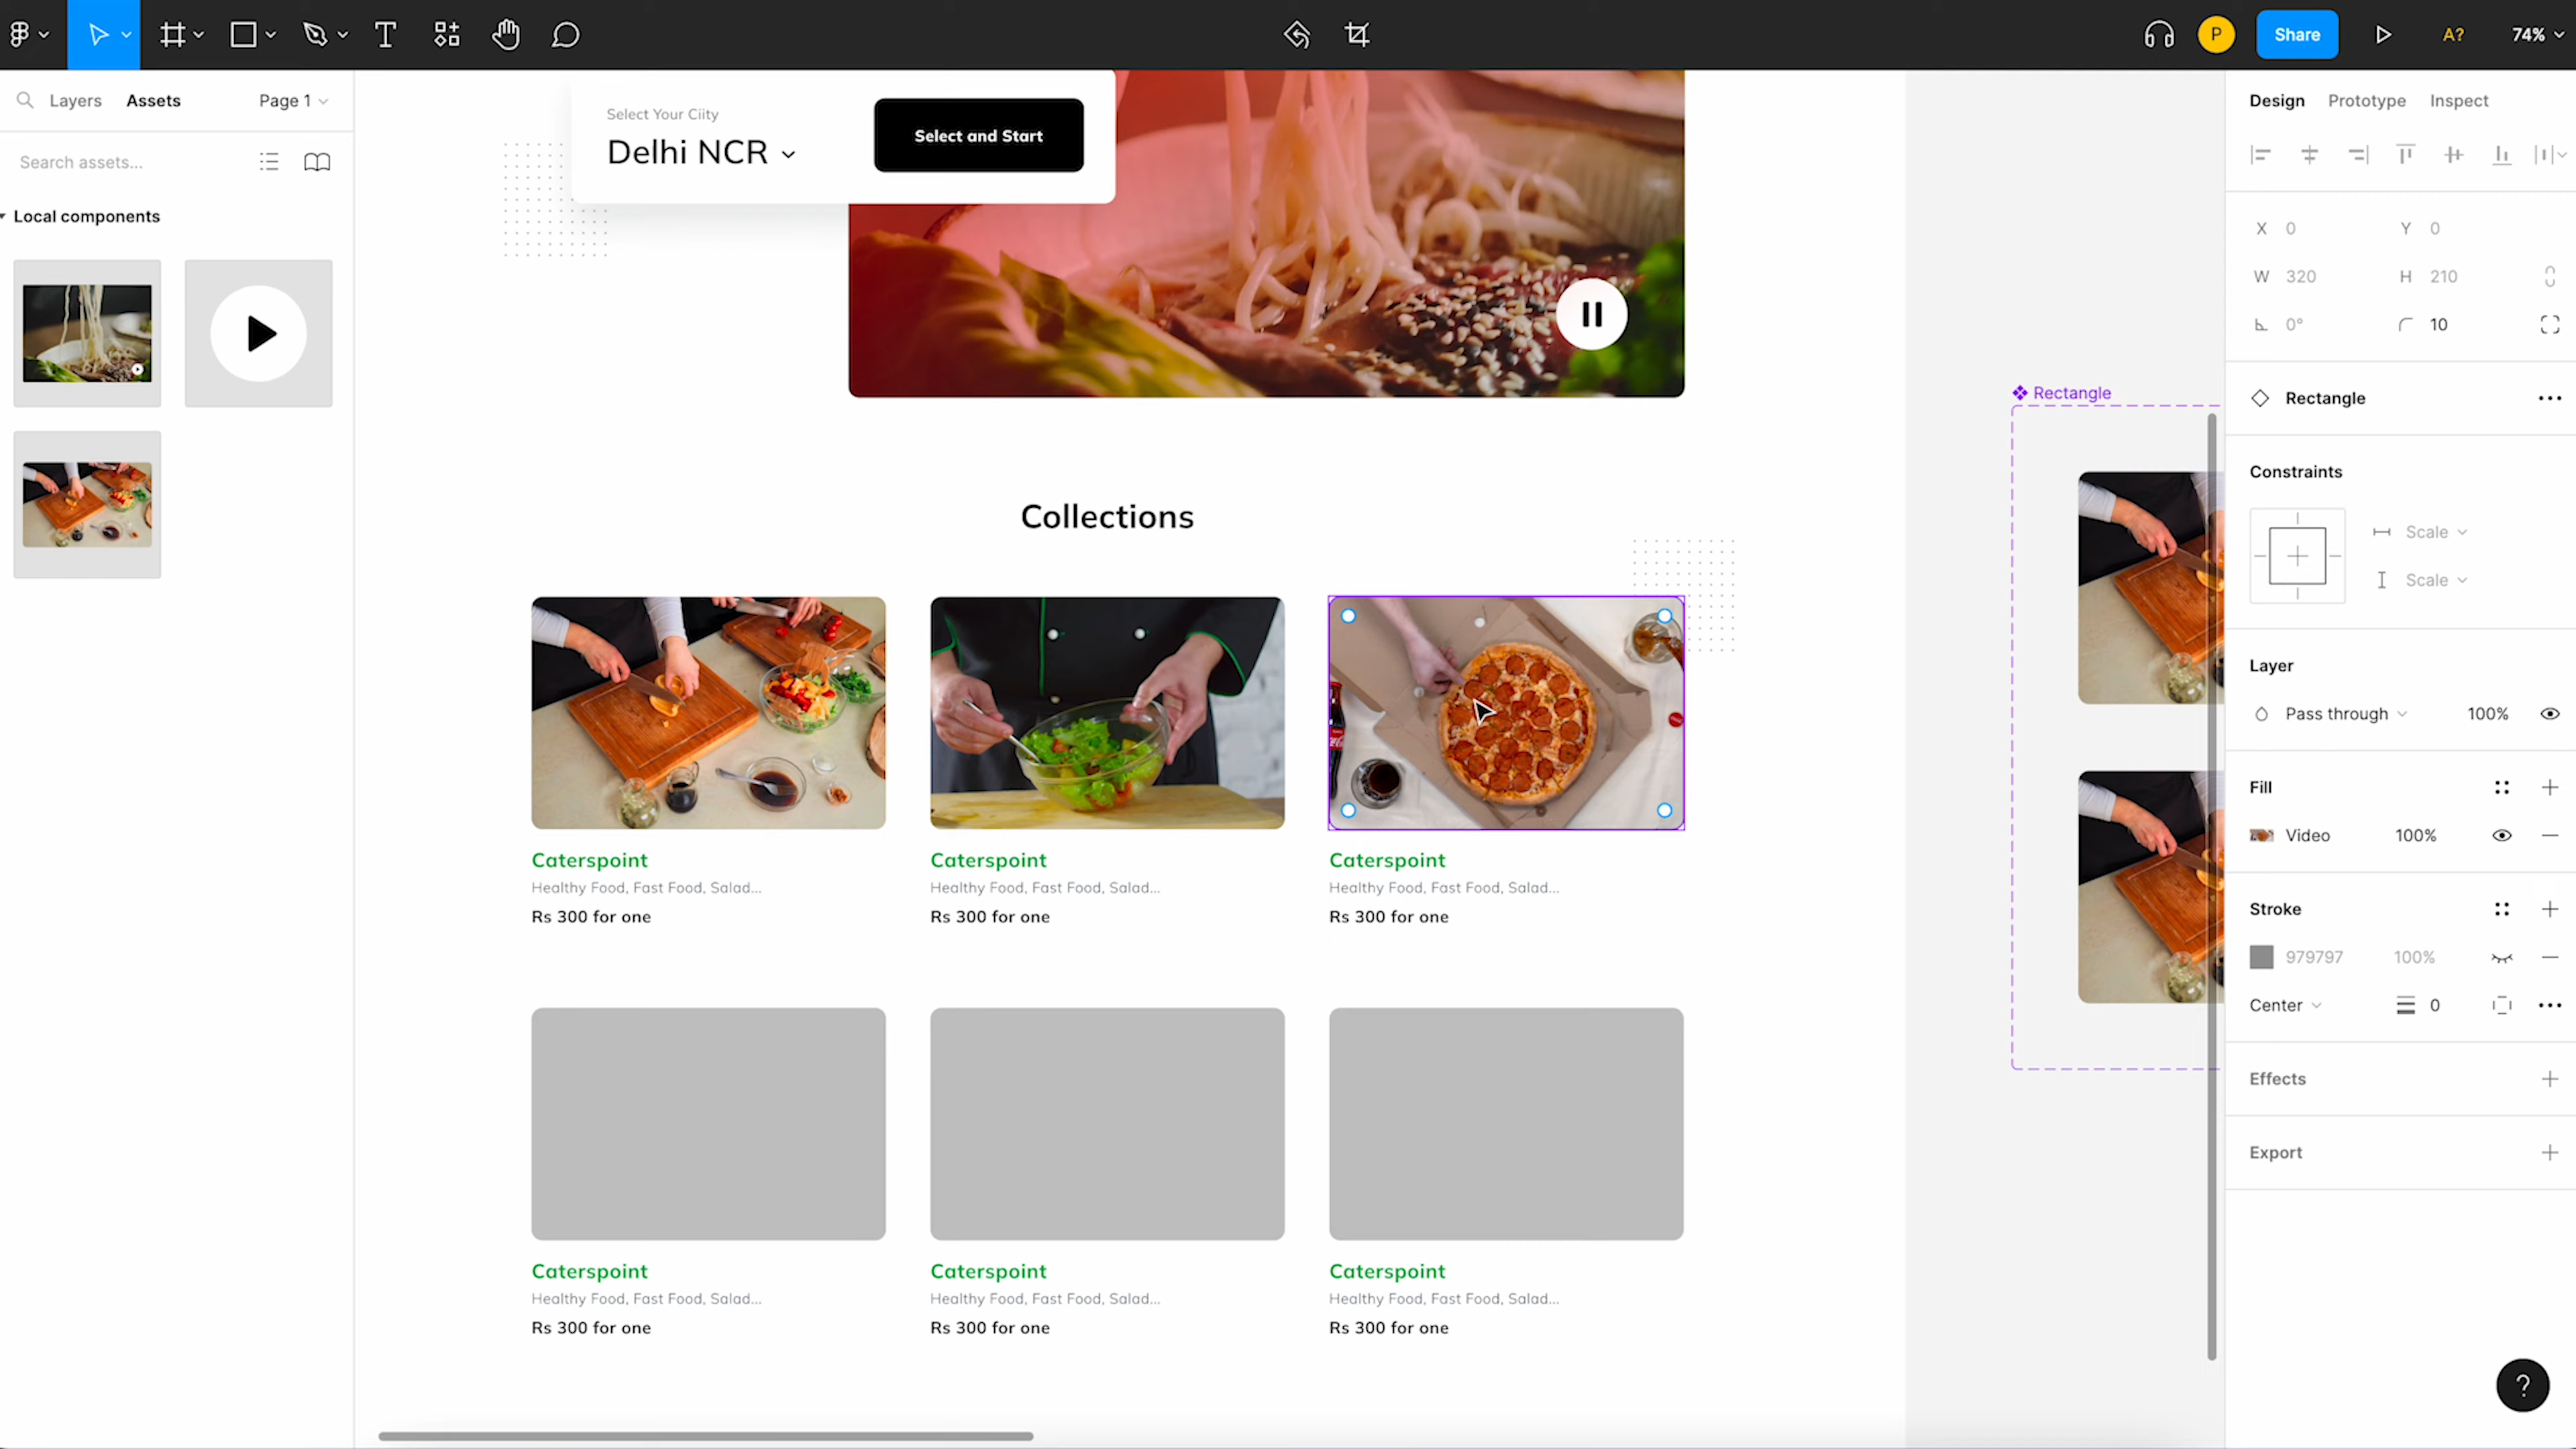 P
Share
A?
74%
Layers
Assets
Page 1
Search assets...
Local components
Select Your Ciity
Delhi NCR
Select and Start
Collections
Caterspoint
Healthy Food, Fast Food, Salad...
Rs 300 for one
Caterspoint
Healthy Food, Fast Food, Salad...
Rs 300 for one
Caterspoint
Healthy Food, Fast Food, Salad...
Rs 300 for one
Caterspoint
Healthy Food, Fast Food, Salad...
Rs 300 for one
Caterspoint
Healthy Food, Fast Food, Salad...
Rs 300 for one
Caterspoint
Healthy Food, Fast Food, Salad...
Rs 300 for one
Rectangle
Design
Prototype
Inspect
X 0
Y 0
W 320
H 210
0°
10
Rectangle
Constraints
Scale
Scale
Layer
Pass through
100%
Fill
Video
100%
Stroke
979797
100%
Center
0
Effects
Export
?